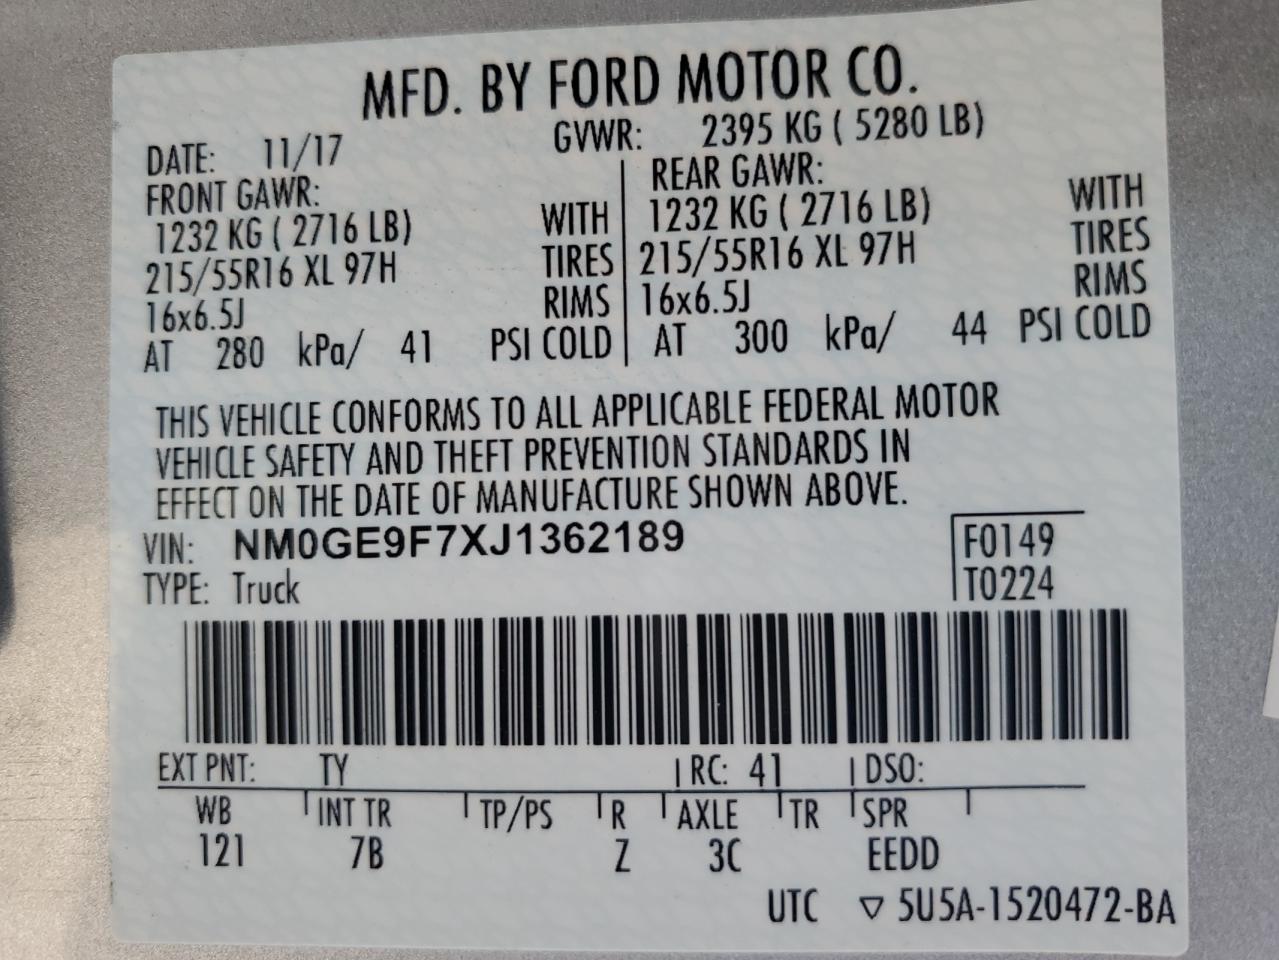 MFD. BY FORD MOTOR CO.
DATE: 11/17 GVWR: 2395 KG ( 5280 LB)
FRONT GAWR: REAR GAWR:
1232 KG ( 2716 LB) WITH 1232 KG ( 2716 LB) WITH
215/55R16 XL 97H TIRES 215/55R16 XL 97H TIRES
16x6.5J RIMS 16x6.5J RIMS
AT 280 kPa/ 41 PSI COLD AT 300 kPa/ 44 PSI COLD
THIS VEHICLE CONFORMS TO ALL APPLICABLE FEDERAL MOTOR
VEHICLE SAFETY AND THEFT PREVENTION STANDARDS IN
EFFECT ON THE DATE OF MANUFACTURE SHOWN ABOVE.
VIN: NM0GE9F7XJ1362189 F0149
TYPE: Truck T0224
EXT PNT: TY RC: 41 DSO:
WB INT TR TP/PS R AXLE TR SPR
121 7B Z 3C EEDD
UTC ▽ 5U5A-1520472-BA